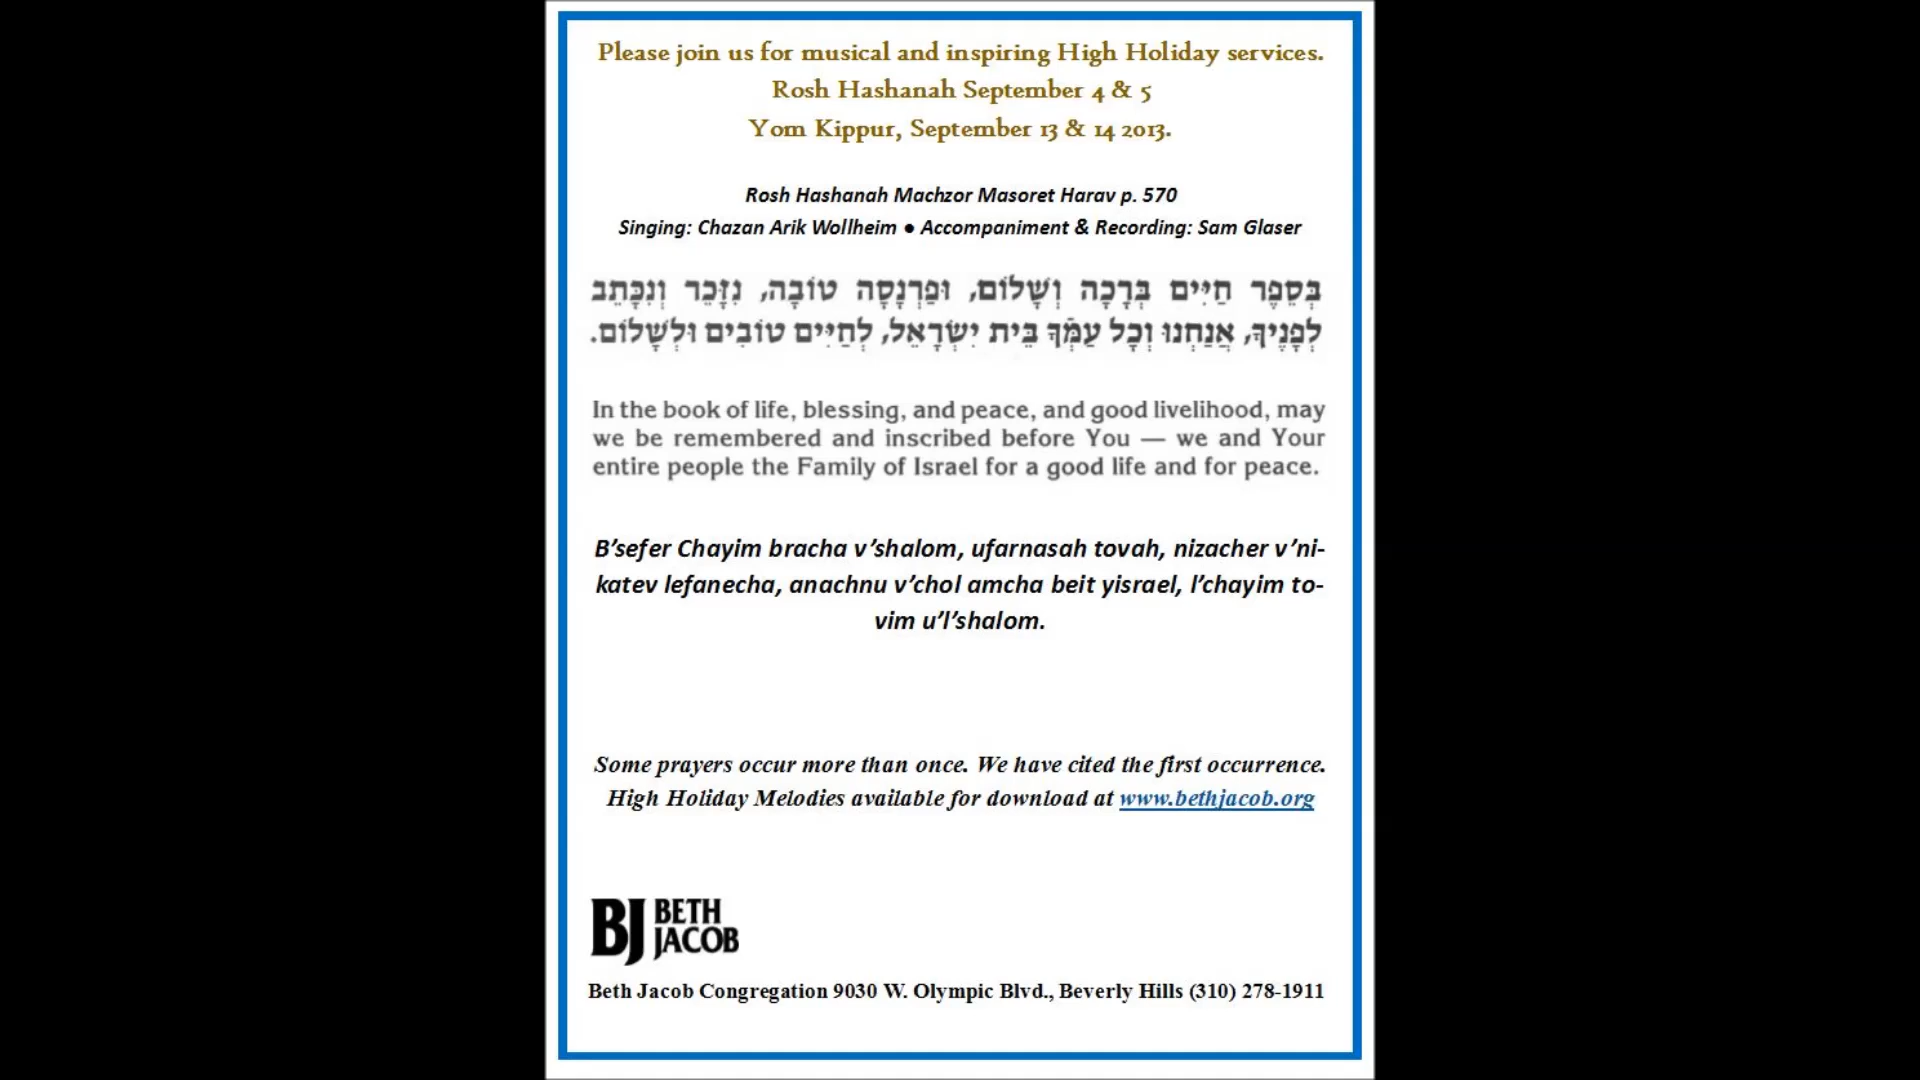 Please join us for musical and inspiring High Holiday services.
Rosh Hashanah September 4 & 5
Yom Kippur, September 13 & 14 2013.
Rosh Hashanah Machzor Masoret Harav p. 570
Singing: Chazan Arik Wollheim ● Accompaniment & Recording: Sam Glaser
בְּסֵפֶר חַיִּים בְּרָכָה וְשָׁלוֹם, וּפַרְנָסָה טוֹבָה, נִזָּכֵר וְנִכָּתֵב
לְפָנֶיךָ, אֲנַחְנוּ וְכָל עַמְּךָ בֵּית יִשְׂרָאֵל, לְחַיִּים טוֹבִים וּלְשָׁלוֹם.
In the book of life, blessing, and peace, and good livelihood, may
we be remembered and inscribed before You — we and Your
entire people the Family of Israel for a good life and for peace.
B’sefer Chayim bracha v’shalom, ufarnasah tovah, nizacher v’ni-
katev lefanecha, anachnu v’chol amcha beit yisrael, l’chayim to-
vim u’l’shalom.
Some prayers occur more than once. We have cited the first occurrence.
High Holiday Melodies available for download at www.bethjacob.org
BJ BETH
JACOB
Beth Jacob Congregation 9030 W. Olympic Blvd., Beverly Hills (310) 278-1911